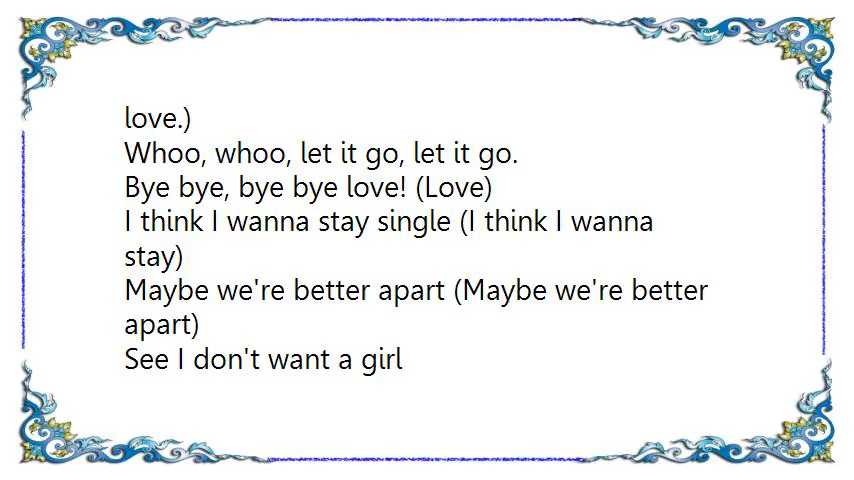 love.)
Whoo, whoo, let it go, let it go.
Bye bye, bye bye love! (Love)
I think I wanna stay single (I think I wanna
stay)
Maybe we're better apart (Maybe we're better
apart)
See I don't want a girl